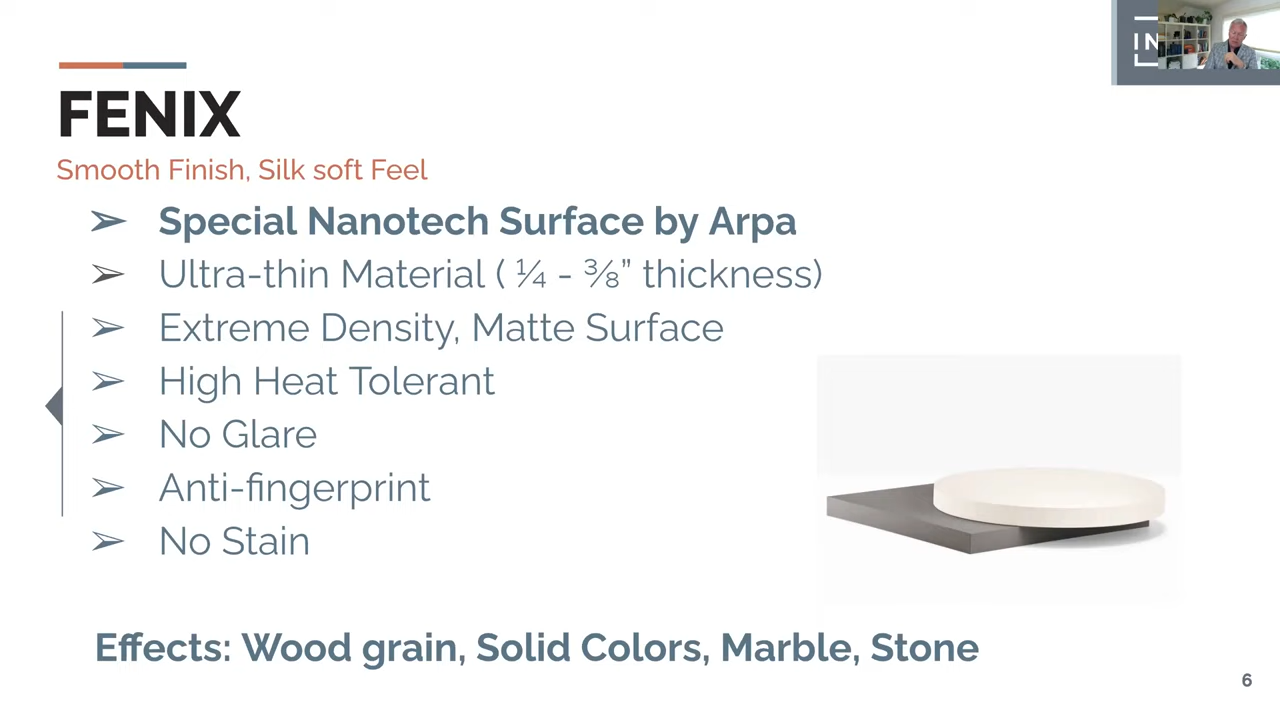 IN
FENIX
Smooth Finish, Silk soft Feel
➢ Special Nanotech Surface by Arpa
➢ Ultra-thin Material ( ¼ - ⅜” thickness)
➢ Extreme Density, Matte Surface
➢ High Heat Tolerant
➢ No Glare
➢ Anti-fingerprint
➢ No Stain
Effects: Wood grain, Solid Colors, Marble, Stone
6